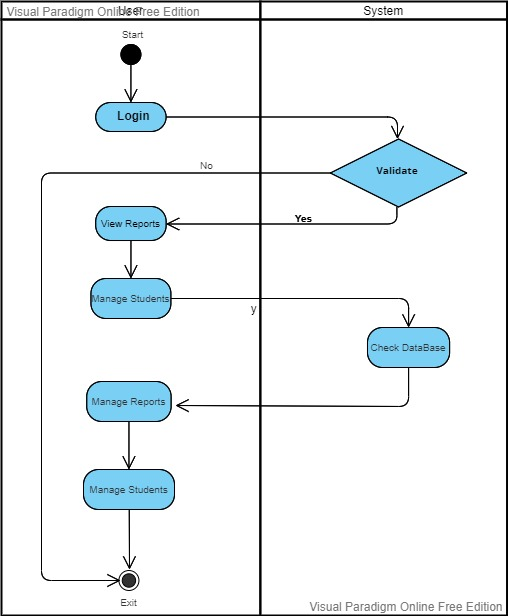 Visual Paradigm Online Free Edition
User
System
Start
Login
Validate
No
Yes
View Reports
Manage Students
y
Check DataBase
Manage Reports
Manage Students
Exit
Visual Paradigm Online Free Edition